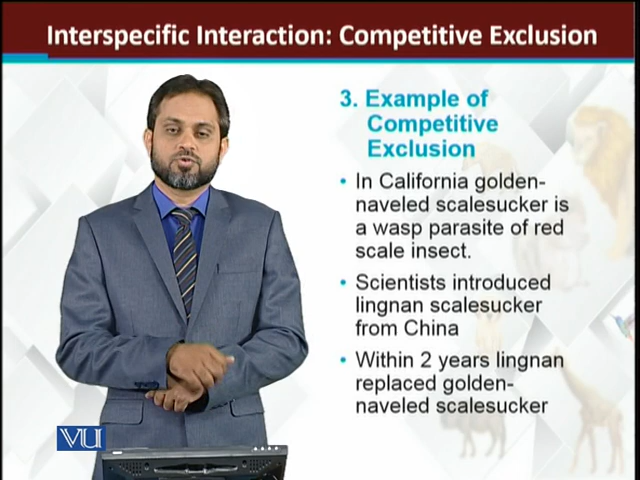 Interspecific Interaction: Competitive Exclusion
3. Example of
Competitive
Exclusion
• In California golden-
naveled scalesucker is
a wasp parasite of red
scale insect.
• Scientists introduced
lingnan scalesucker
from China
• Within 2 years lingnan
replaced golden-
naveled scalesucker
VU